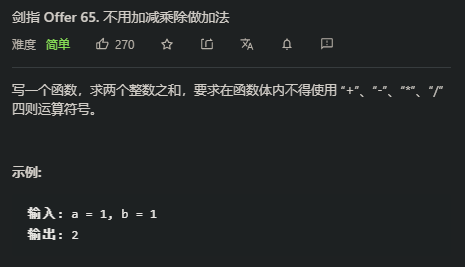 剑指 Offer 65. 不用加减乘除做加法
难度 简单 270
写一个函数，求两个整数之和，要求在函数体内不得使用 “+”、“-”、“*”、“/”
四则运算符号。
示例:
输入: a = 1, b = 1
输出: 2